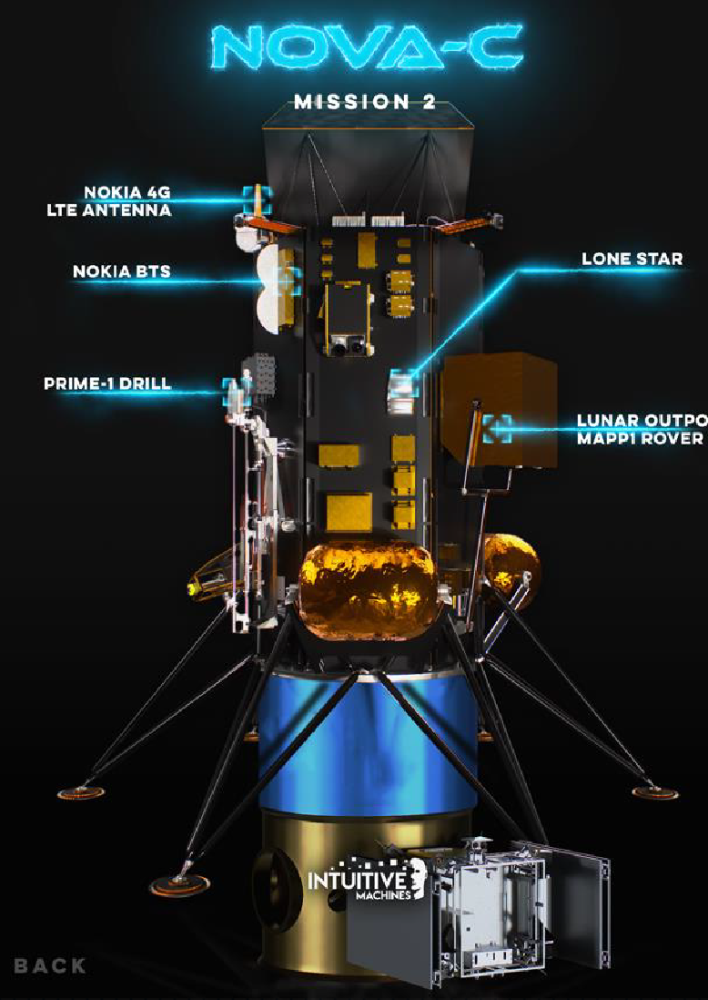 NOVA-C
MISSION 2
NOKIA 4G
LTE ANTENNA
NOKIA BTS
LONE STAR
PRIME-1 DRILL
LUNAR OUTPO
MAPP1 ROVER
INTUITIVE
MACHINES
BACK